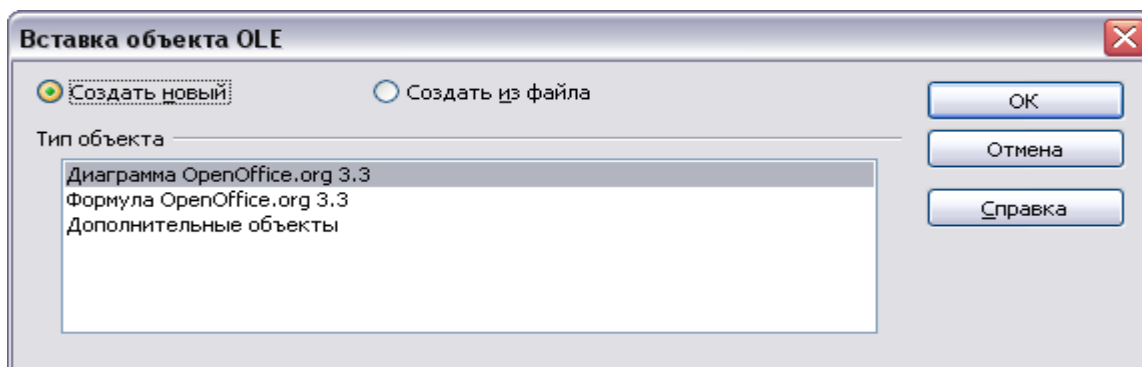 Вставка объекта OLE
Создать новый Создать из файла
ОК
Тип объекта
Отмена
Диаграмма OpenOffice.org 3.3
Формула OpenOffice.org 3.3
Справка
Дополнительные объекты